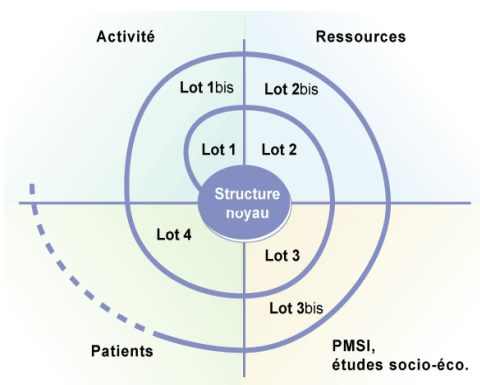 Activité
Ressources
Lot 1bis
Lot 2bis
Lot 1
Lot 2
Structure
noyau
Lot 4
Lot 3
Lot 3bis
Patients
PMSI,
études socio-éco.